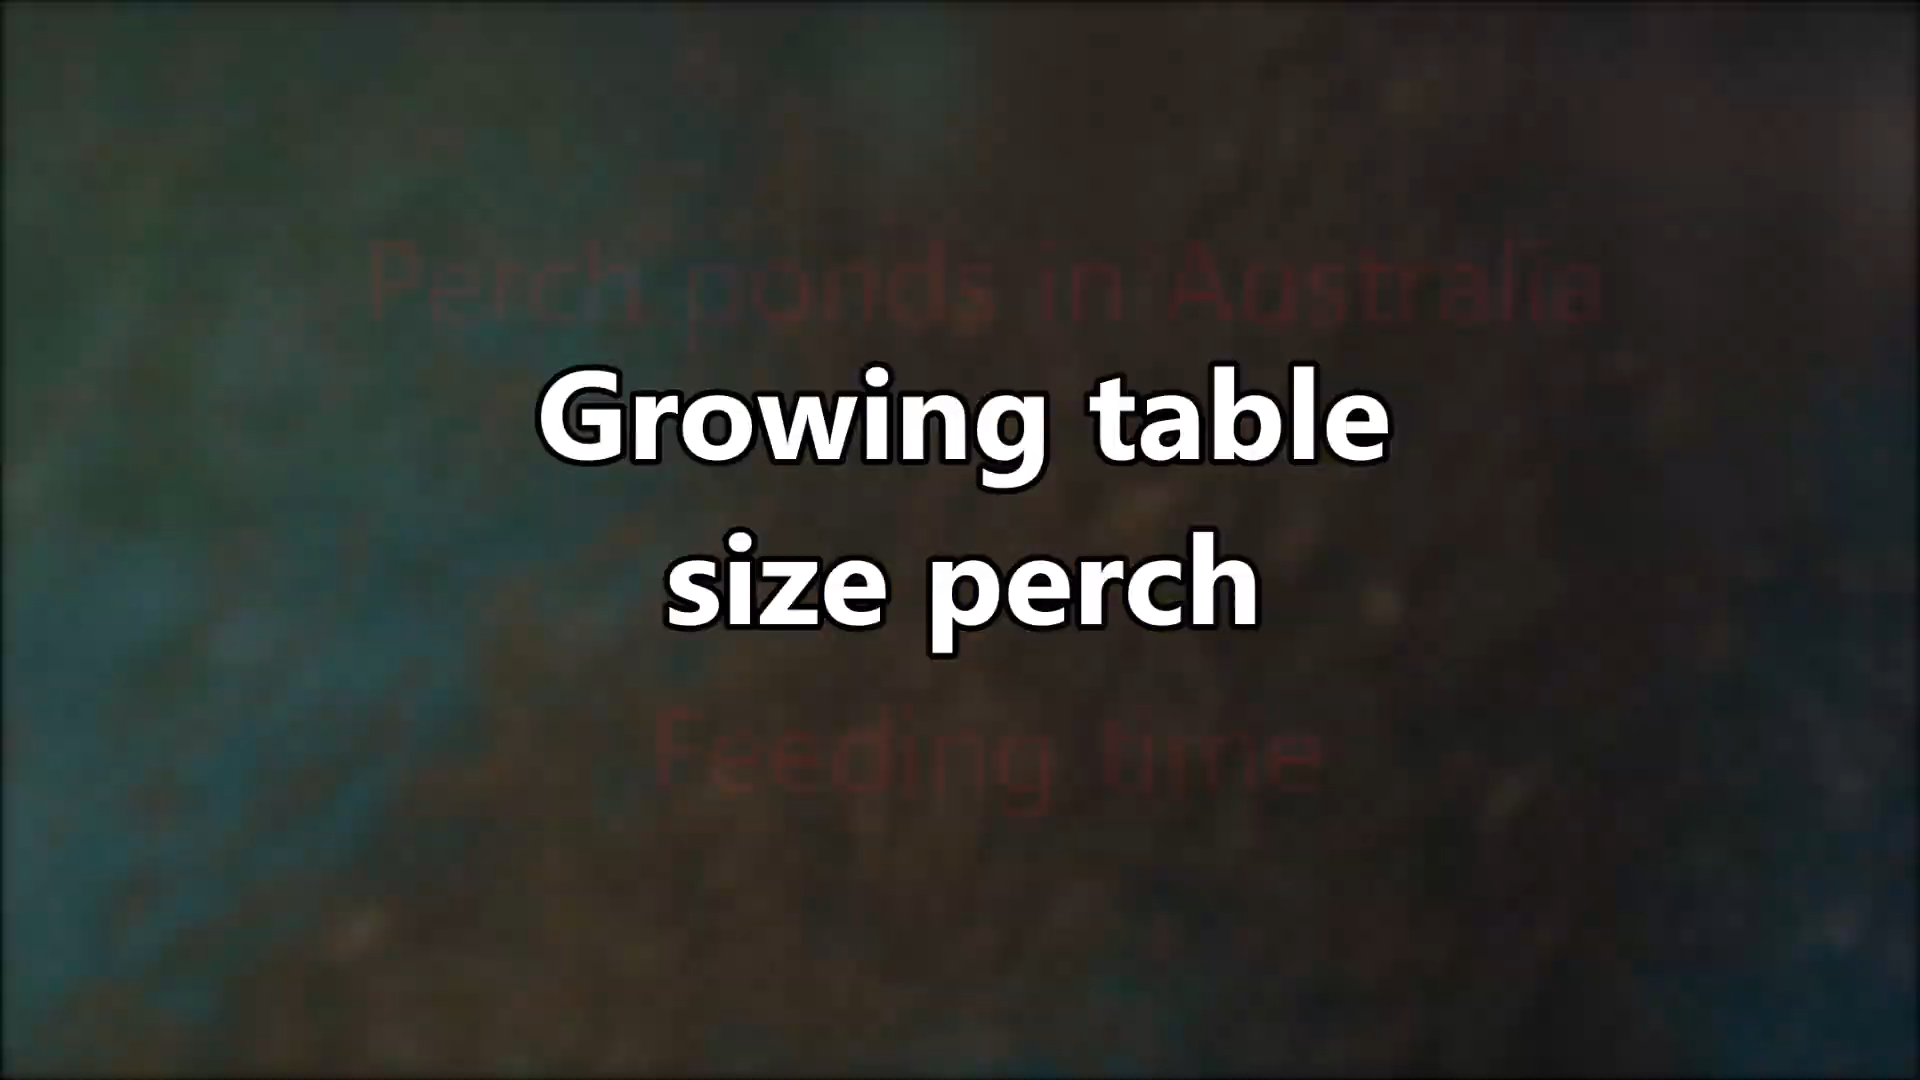 Perch ponds in Australia
Growing table
size perch
Feeding time